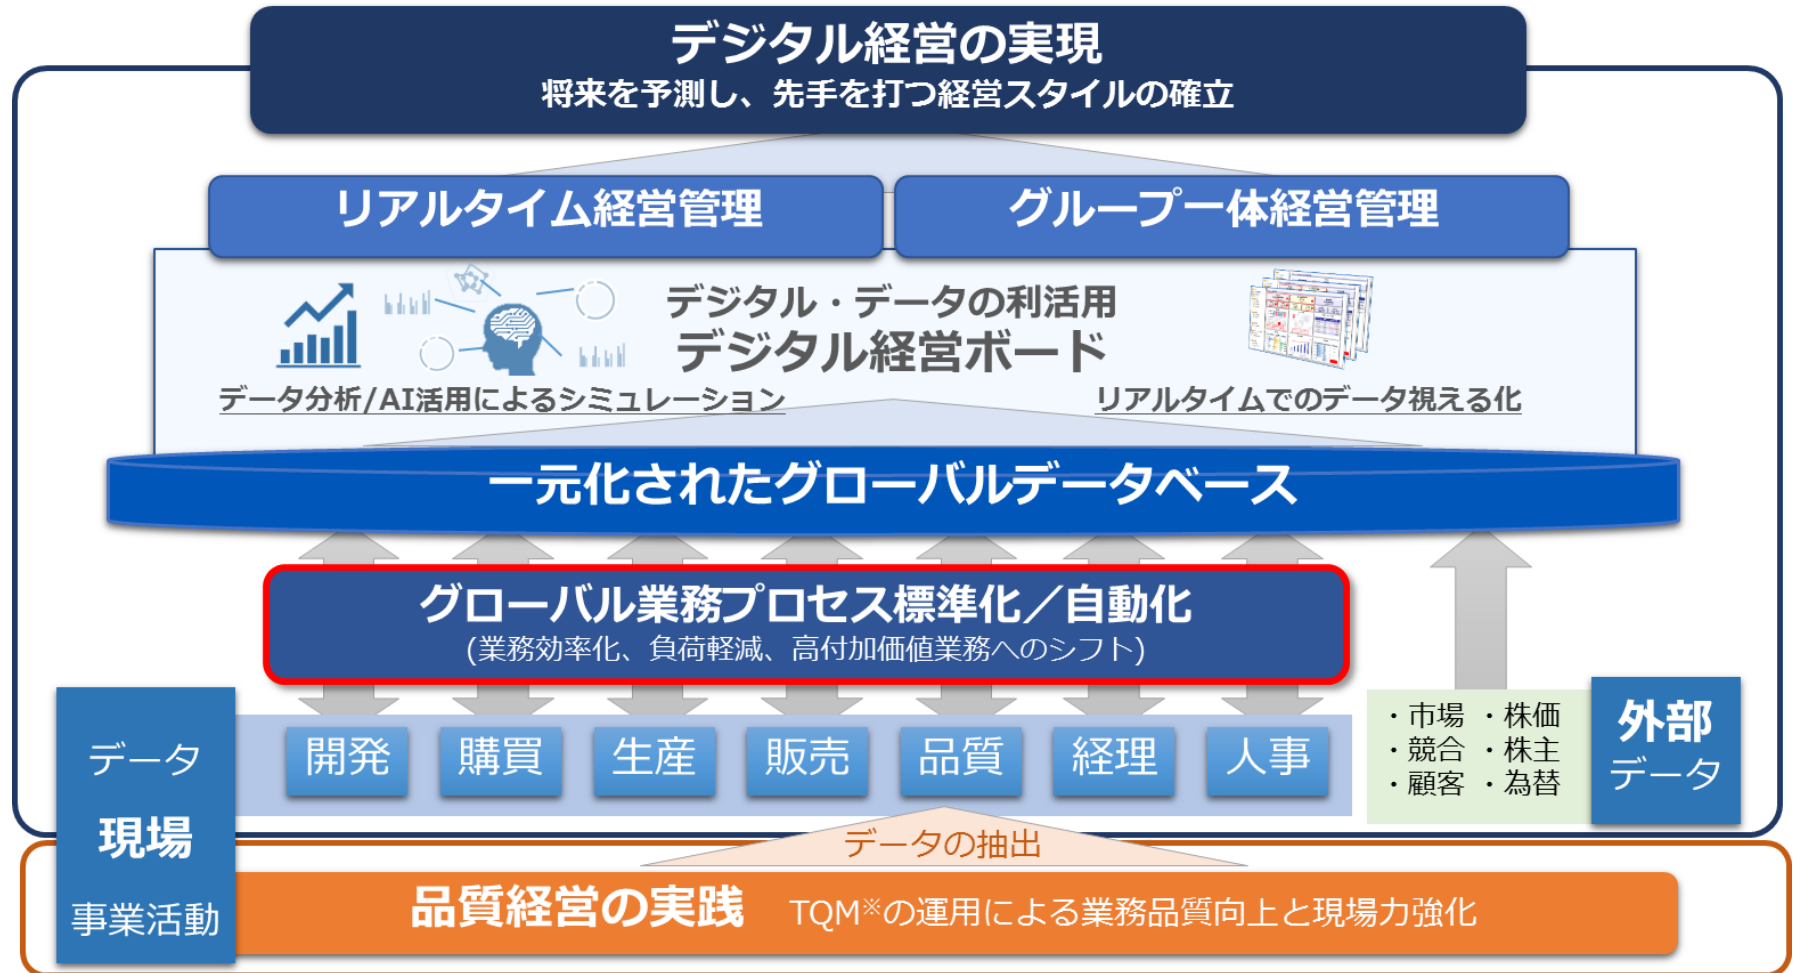 デジタル経営の実現
将来を予測し、先手を打つ経営スタイルの確立
リアルタイム経営管理
グループ一体経営管理
デジタル・データの利活用
デジタル経営ボード
データ分析/AI活用によるシミュレーション
リアルタイムでのデータ視える化
一元化されたグローバルデータベース
グローバル業務プロセス標準化／自動化
(業務効率化、負荷軽減、高付加価値業務へのシフト)
データ
現場
事業活動
開発
購買
生産
販売
品質
経理
人事
・市場 ・株価
・競合 ・株主
・顧客 ・為替
外部
データ
データの抽出
品質経営の実践 TQM※の運用による業務品質向上と現場力強化